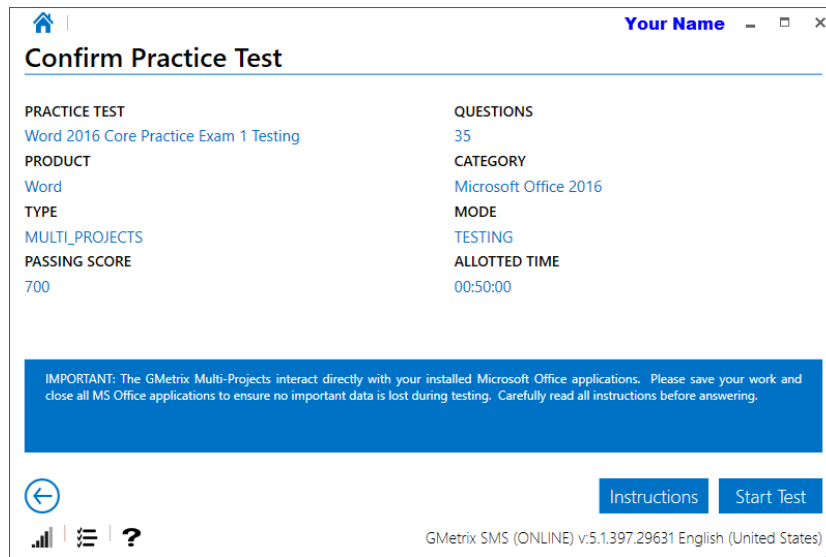 Your Name
Confirm Practice Test
PRACTICE TEST
Word 2016 Core Practice Exam 1 Testing
PRODUCT
Word
TYPE
MULTI_PROJECTS
PASSING SCORE
700
QUESTIONS
35
CATEGORY
Microsoft Office 2016
MODE
TESTING
ALLOTTED TIME
00:50:00
IMPORTANT: The GMetrix Multi-Projects interact directly with your installed Microsoft Office applications. Please save your work and
close all MS Office applications to ensure no important data is lost during testing. Carefully read all instructions before answering.
Instructions
Start Test
?
GMetrix SMS (ONLINE) v:5.1.397.29631 English (United States)